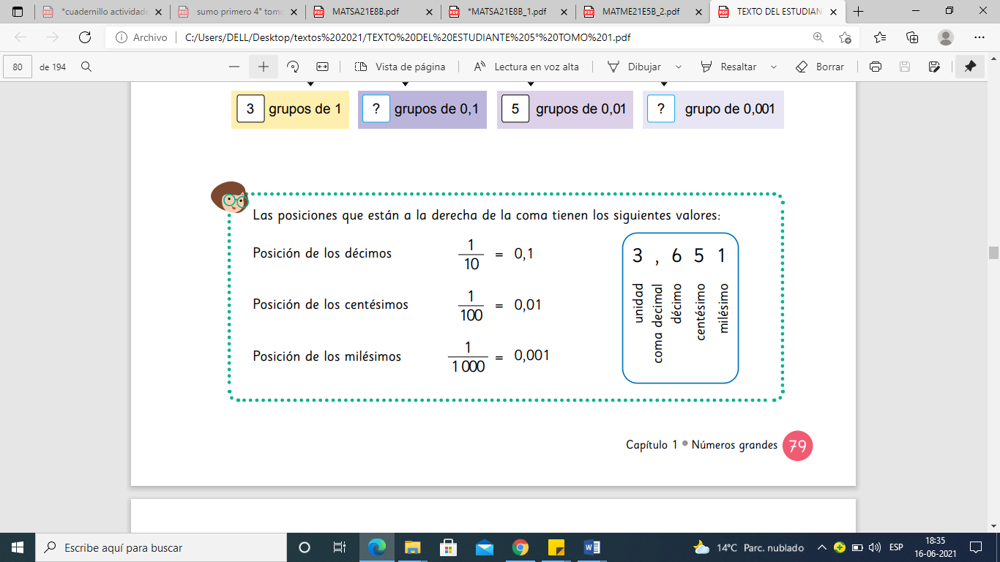 *cuadernillo actividade
sumo primero 4° tomo
MATSA21E8B.pdf
*MATSA21E8B_1.pdf
MATME21E5B_2.pdf
TEXTO DEL ESTUDIANT
Archivo
C:/Users/DELL/Desktop/textos%202021/TEXTO%20DEL%20ESTUDIANTE%205°%20TOMO%201.pdf
80 de 194
Vista de página
Lectura en voz alta
Dibujar
Resaltar
Borrar
3 grupos de 1
? grupos de 0,1
5 grupos de 0,01
? grupo de 0,001
Las posiciones que están a la derecha de la coma tienen los siguientes valores:
Posición de los décimos 1/10 = 0,1
Posición de los centésimos 1/100 = 0,01
Posición de los milésimos 1/1 000 = 0,001
3 , 6 5 1
unidad
coma decimal
décimo
centésimo
milésimo
Capítulo 1 • Números grandes 79
Escribe aquí para buscar
14°C Parc. nublado
ESP
18:35
16-06-2021